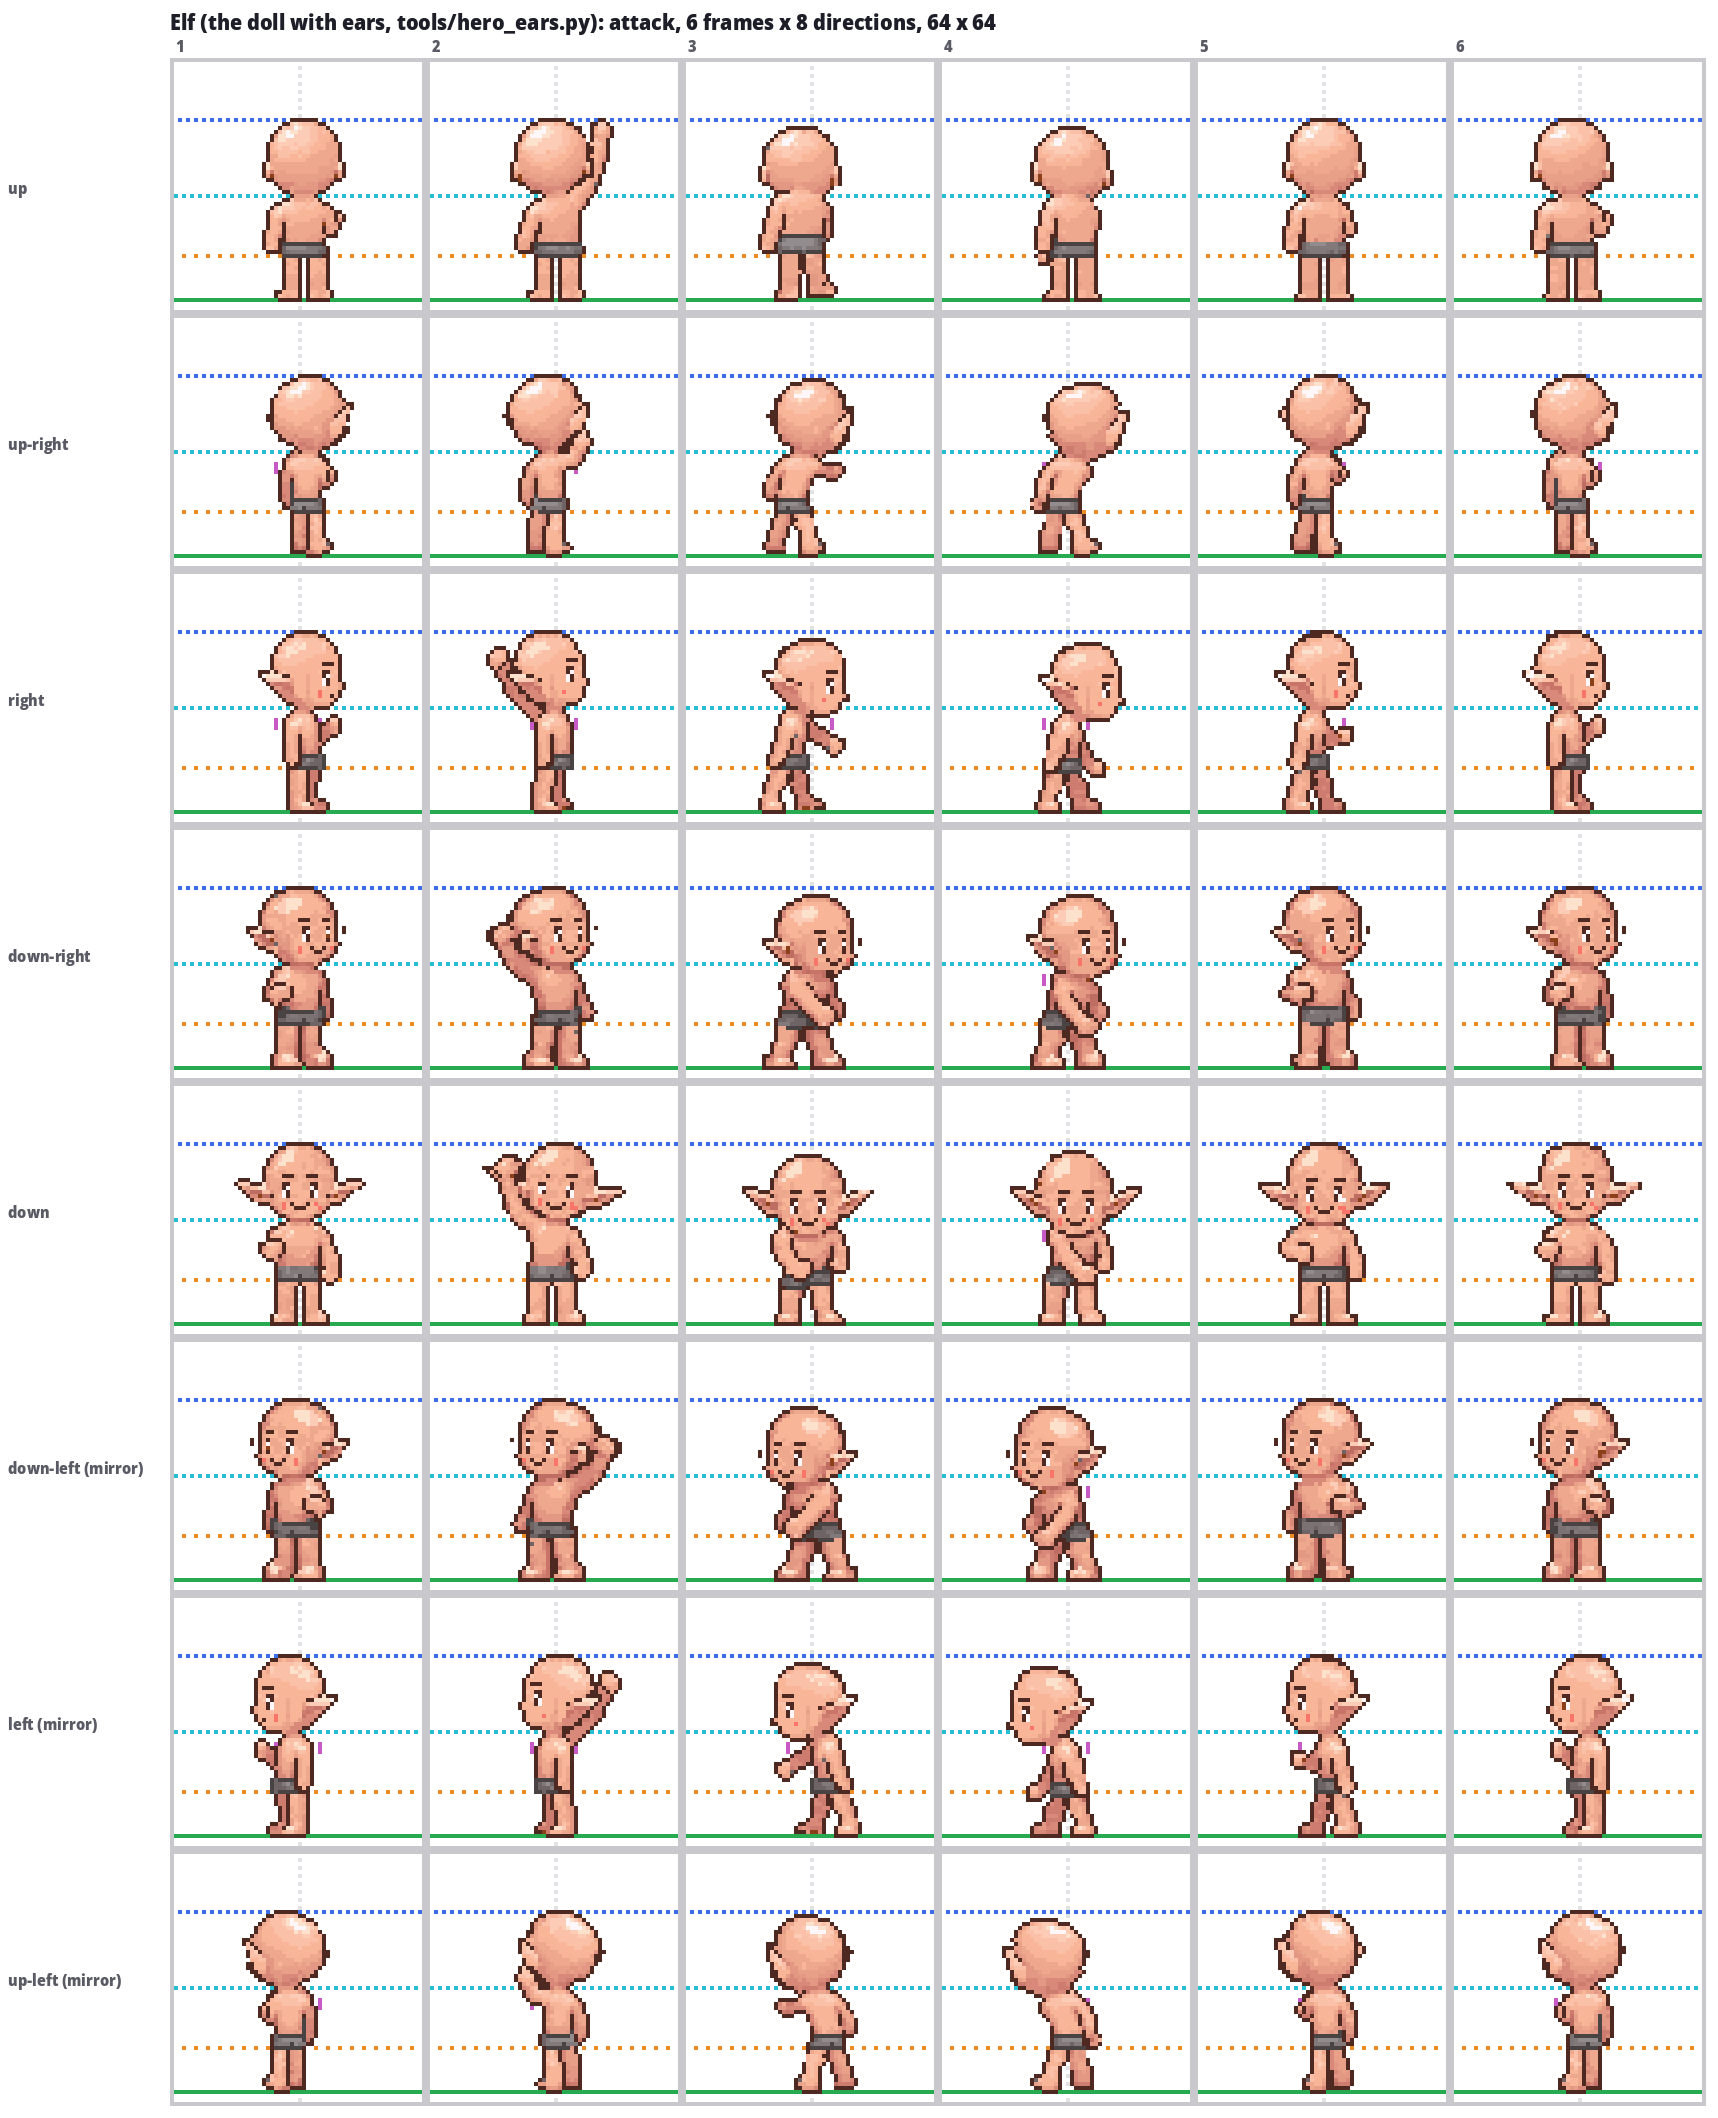 Elf (the doll with ears, tools/hero_ears.py): attack, 6 frames x 8 directions, 64 x 64
1 2 3 4 5 6
up
up-right
right
down-right
down
down-left (mirror)
left (mirror)
up-left (mirror)